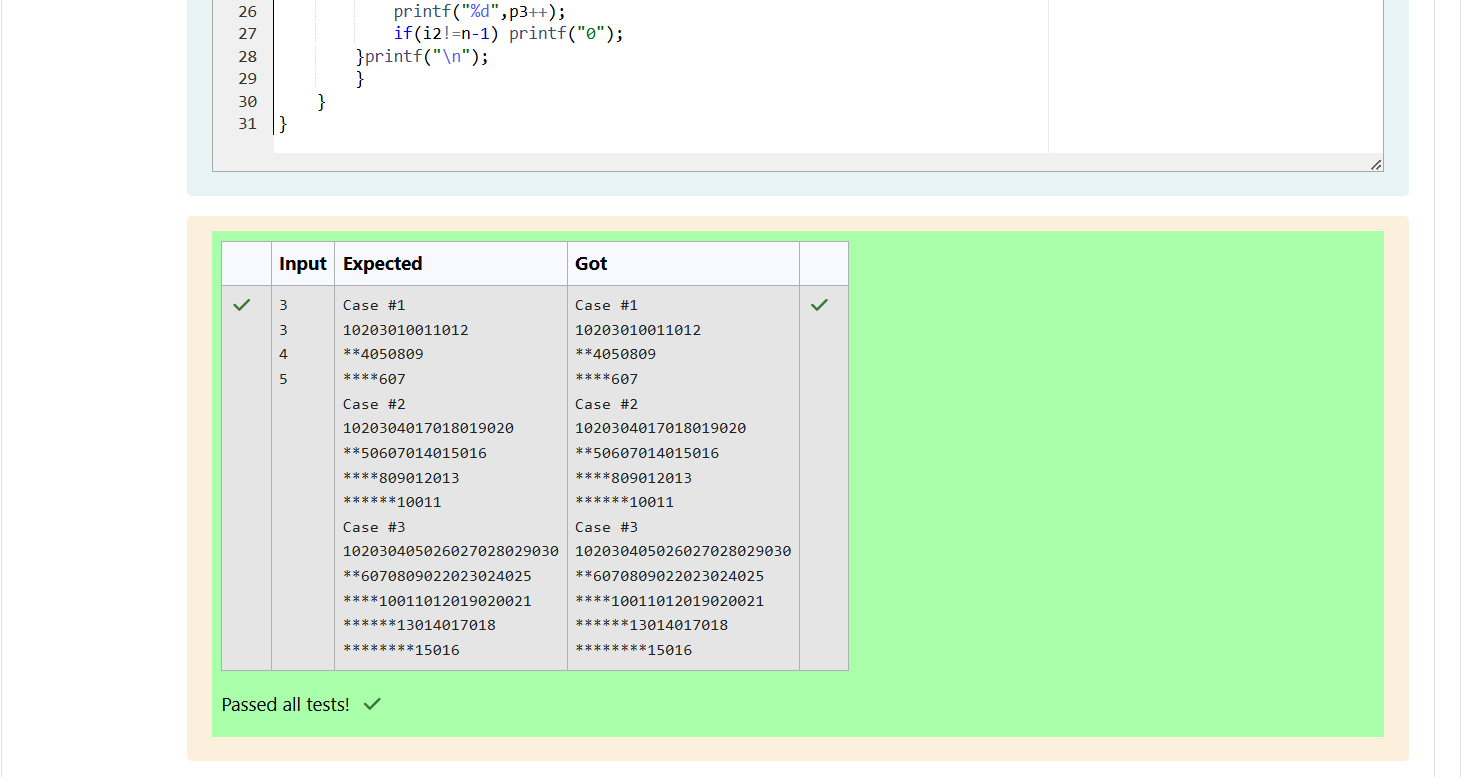 26 printf("%d",p3++);
27 if(i2!=n-1) printf("0");
28 }printf("\n");
29 }
30 }
31 }
Input Expected Got
3 Case #1 Case #1
3 10203010011012 10203010011012
4 **4050809 **4050809
5 ****607 ****607
Case #2 Case #2
1020304017018019020 1020304017018019020
**50607014015016 **50607014015016
****809012013 ****809012013
******10011 ******10011
Case #3 Case #3
102030405026027028029030 102030405026027028029030
**6070809022023024025 **6070809022023024025
****10011012019020021 ****10011012019020021
******13014017018 ******13014017018
********15016 ********15016
Passed all tests!